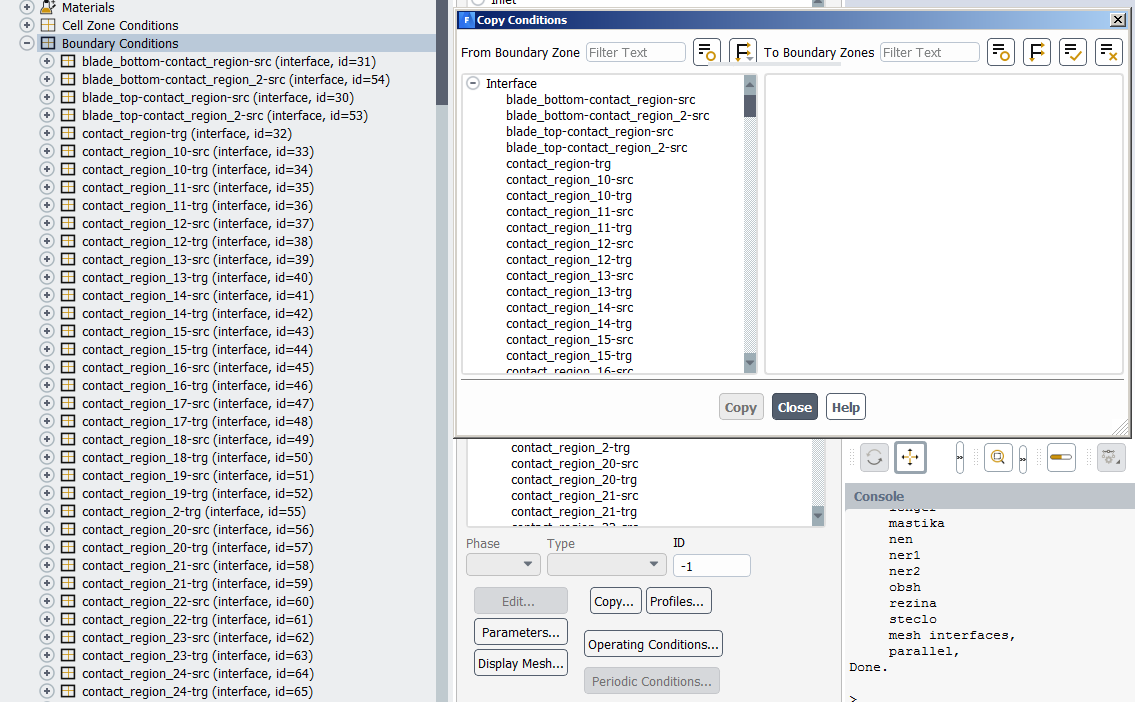 Materials
Cell Zone Conditions
Boundary Conditions
blade_bottom-contact_region-src (interface, id=31)
blade_bottom-contact_region_2-src (interface, id=54)
blade_top-contact_region-src (interface, id=30)
blade_top-contact_region_2-src (interface, id=53)
contact_region-trg (interface, id=32)
contact_region_10-src (interface, id=33)
contact_region_10-trg (interface, id=34)
contact_region_11-src (interface, id=35)
contact_region_11-trg (interface, id=36)
contact_region_12-src (interface, id=37)
contact_region_12-trg (interface, id=38)
contact_region_13-src (interface, id=39)
contact_region_13-trg (interface, id=40)
contact_region_14-src (interface, id=41)
contact_region_14-trg (interface, id=42)
contact_region_15-src (interface, id=43)
contact_region_15-trg (interface, id=44)
contact_region_16-src (interface, id=45)
contact_region_16-trg (interface, id=46)
contact_region_17-src (interface, id=47)
contact_region_17-trg (interface, id=48)
contact_region_18-src (interface, id=49)
contact_region_18-trg (interface, id=50)
contact_region_19-src (interface, id=51)
contact_region_19-trg (interface, id=52)
contact_region_2-trg (interface, id=55)
contact_region_20-src (interface, id=56)
contact_region_20-trg (interface, id=57)
contact_region_21-src (interface, id=58)
contact_region_21-trg (interface, id=59)
contact_region_22-src (interface, id=60)
contact_region_22-trg (interface, id=61)
contact_region_23-src (interface, id=62)
contact_region_23-trg (interface, id=63)
contact_region_24-src (interface, id=64)
contact_region_24-trg (interface, id=65)
Inlet
Copy Conditions
From Boundary Zone Filter Text To Boundary Zones Filter Text
Interface
blade_bottom-contact_region-src
blade_bottom-contact_region_2-src
blade_top-contact_region-src
blade_top-contact_region_2-src
contact_region-trg
contact_region_10-src
contact_region_10-trg
contact_region_11-src
contact_region_11-trg
contact_region_12-src
contact_region_12-trg
contact_region_13-src
contact_region_13-trg
contact_region_14-src
contact_region_14-trg
contact_region_15-src
contact_region_15-trg
contact_region_16-src
Copy Close Help
contact_region_2-trg
contact_region_20-src
contact_region_20-trg
contact_region_21-src
contact_region_21-trg
contact_region_22-src
Phase Type ID
-1
Edit... Copy... Profiles...
Parameters... Operating Conditions...
Display Mesh... Periodic Conditions...
Console
mastika
nen
ner1
ner2
obsh
rezina
steclo
mesh interfaces,
parallel,
Done.
>